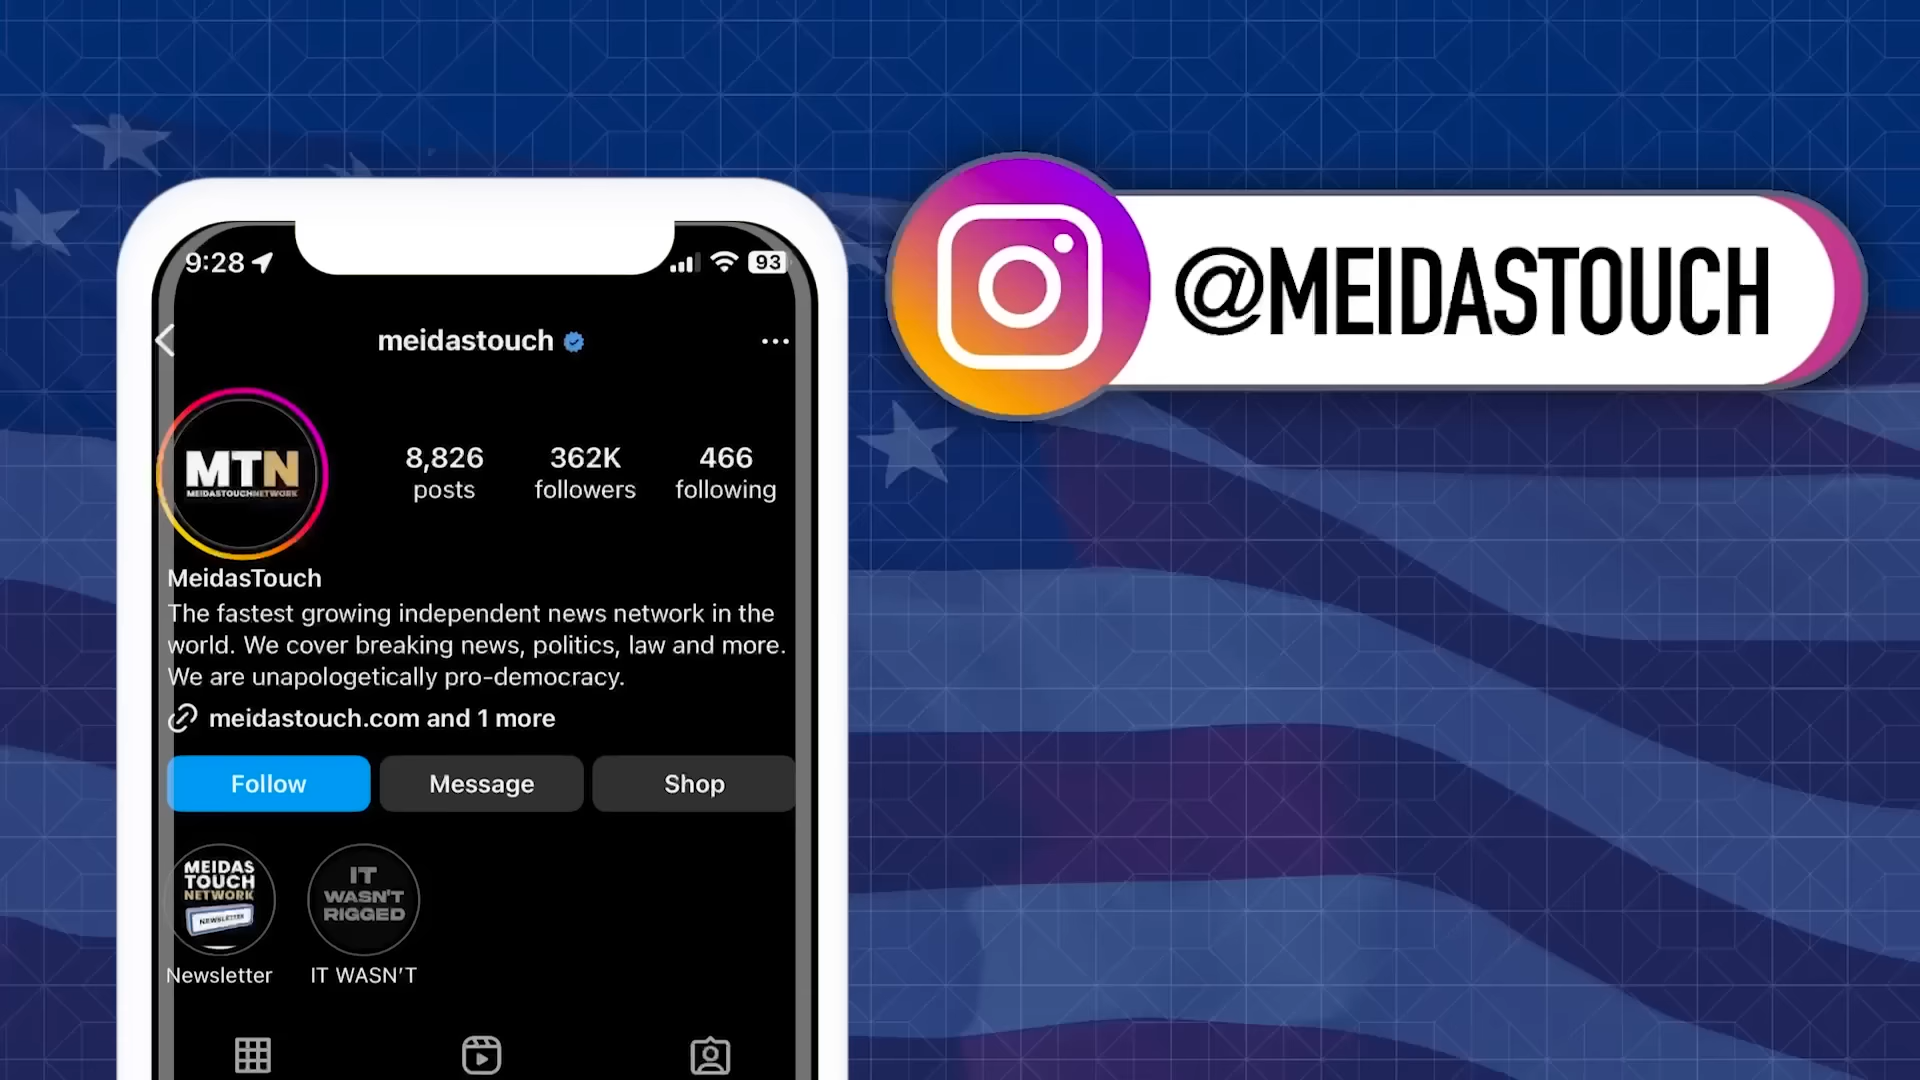 9:28
93
meidastouch
MTN
MEIDASTOUCHNETWORK
8,826
posts
362K
followers
466
following
MeidasTouch
The fastest growing independent news network in the
world. We cover breaking news, politics, law and more.
We are unapologetically pro-democracy.
meidastouch.com and 1 more
Follow
Message
Shop
MEIDAS
TOUCH
NETWORK
NEWSLETTER
IT
WASN'T
RIGGED
Newsletter
IT WASN'T
@MEIDASTOUCH